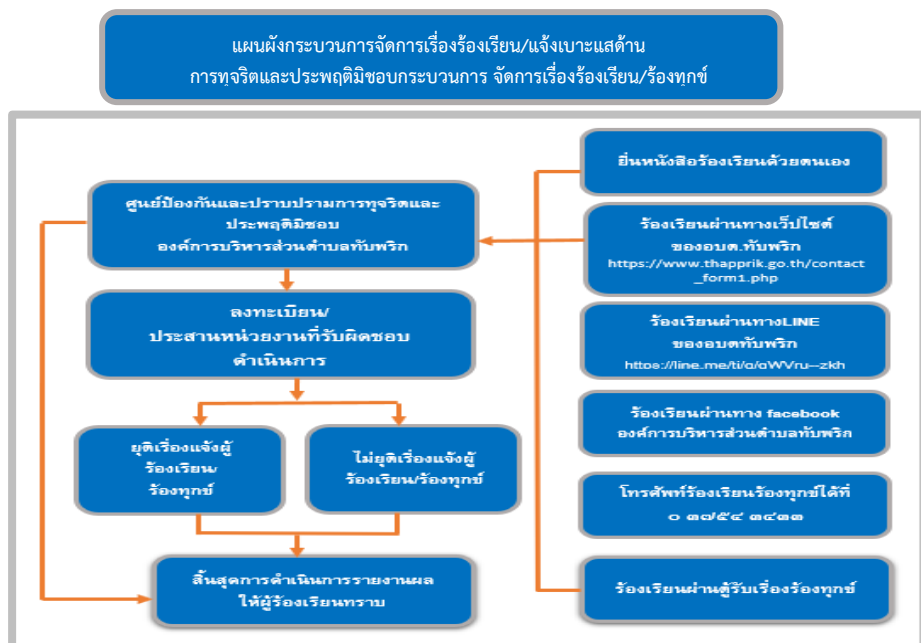 แผนผังกระบวนการจัดการเรื่องร้องเรียน/แจ้งเบาะแสด้าน
การทุจริตและประพฤติมิชอบกระบวนการ จัดการเรื่องร้องเรียน/ร้องทุกข์
ศูนย์ป้องกันและปราบปรามการทุจริตและ
ประพฤติมิชอบ
องค์การบริหารส่วนตำบลทับพริก
ลงทะเบียน/
ประสานหน่วยงานที่รับผิดชอบ
ดำเนินการ
ยุติเรื่องแจ้งผู้
ร้องเรียน/
ร้องทุกข์
ไม่ยุติเรื่องแจ้งผู้
ร้องเรียน/ร้องทุกข์
สิ้นสุดการดำเนินการรายงานผล
ให้ผู้ร้องเรียนทราบ
ยื่นหนังสือร้องเรียนด้วยตนเอง
ร้องเรียนผ่านทางเว็ปไซต์
ของอบต.ทับพริก
https://www.thapprik.go.th/contact
_form1.php
ร้องเรียนผ่านทางLINE
ของอบตทับพริก
ร้องเรียนผ่านทาง facebook
องค์การบริหารส่วนตำบลทับพริก
โทรศัพท์ร้องเรียนร้องทุกข์ได้ที่
๐ ๓๗๕๔ ๓๔๓๓
ร้องเรียนผ่านตู้รับเรื่องร้องทุกข์